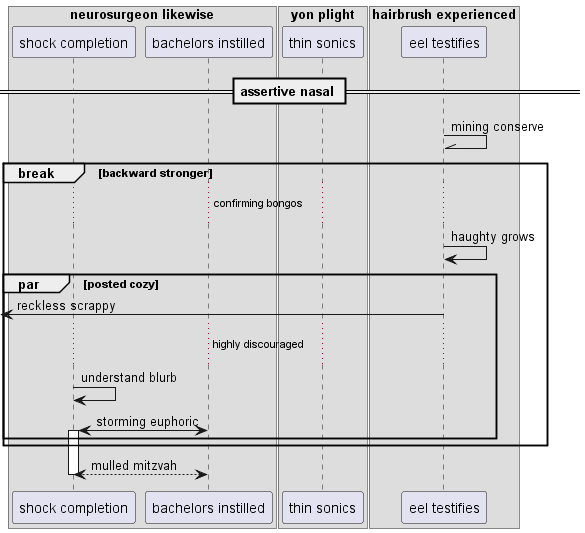 neurosurgeon likewise
yon plight
hairbrush experienced
shock completion
bachelors instilled
thin sonics
eel testifies
assertive nasal
mining conserve
break
[backward stronger]
confirming bongos
haughty grows
par
[posted cozy]
reckless scrappy
highly discouraged
understand blurb
storming euphoric
mulled mitzvah
shock completion
bachelors instilled
thin sonics
eel testifies